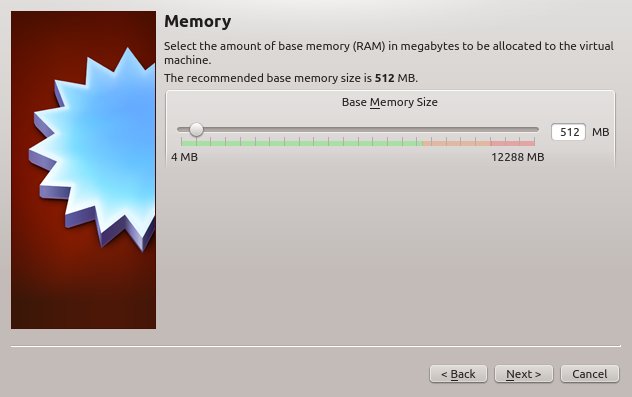 Memory
Select the amount of base memory (RAM) in megabytes to be allocated to the virtual
machine.
The recommended base memory size is 512 MB.
Base Memory Size
512 MB
4 MB 12288 MB
< Back Next > Cancel